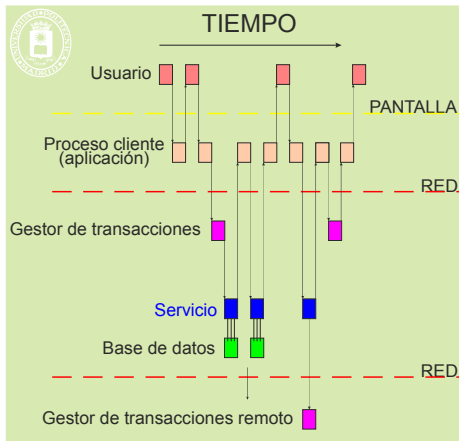 TIEMPO
Usuario
PANTALLA
Proceso cliente
(aplicación)
RED
Gestor de transacciones
Servicio
Base de datos
RED
Gestor de transacciones remoto